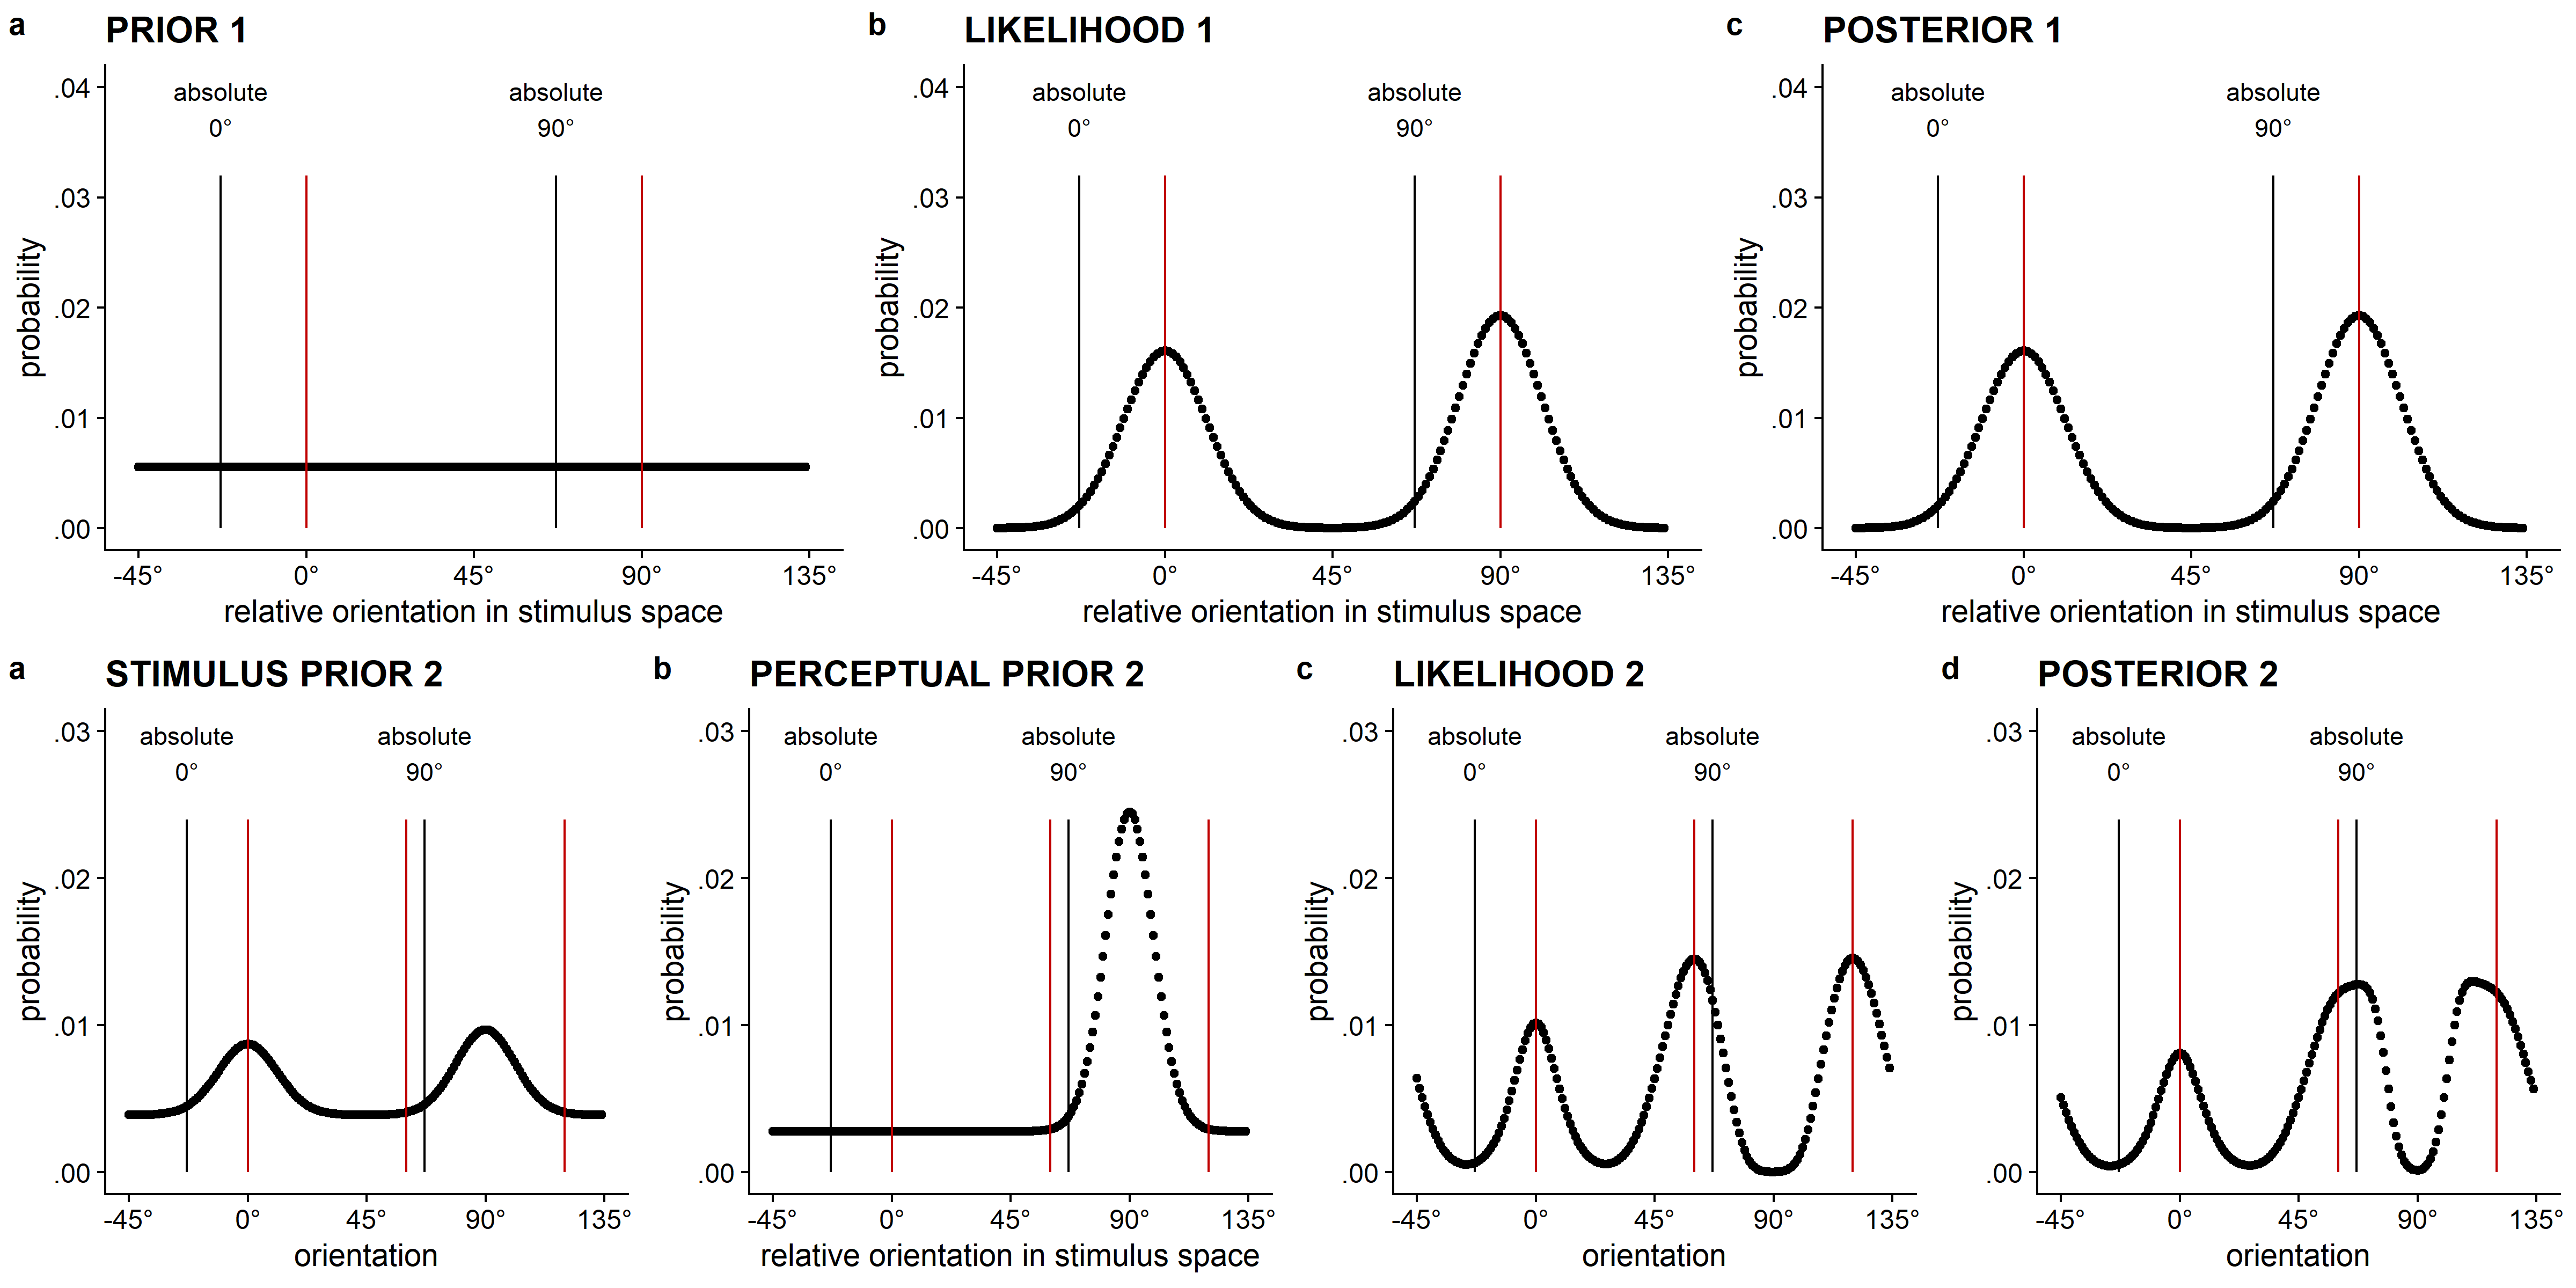 a PRIOR 1
.04
.03
.02
.01
.00
probability
absolute
0°
absolute
90°
-45° 0° 45° 90° 135°
relative orientation in stimulus space
b LIKELIHOOD 1
.04
.03
.02
.01
.00
probability
absolute
0°
absolute
90°
-45° 0° 45° 90° 135°
relative orientation in stimulus space
c POSTERIOR 1
.04
.03
.02
.01
.00
probability
absolute
0°
absolute
90°
-45° 0° 45° 90° 135°
relative orientation in stimulus space
a STIMULUS PRIOR 2
.03
.02
.01
.00
probability
absolute
0°
absolute
90°
-45° 0° 45° 90° 135°
orientation
b PERCEPTUAL PRIOR 2
.03
.02
.01
.00
probability
absolute
0°
absolute
90°
-45° 0° 45° 90° 135°
relative orientation in stimulus space
c LIKELIHOOD 2
.03
.02
.01
.00
probability
absolute
0°
absolute
90°
-45° 0° 45° 90° 135°
orientation
d POSTERIOR 2
.03
.02
.01
.00
probability
absolute
0°
absolute
90°
-45° 0° 45° 90° 135°
orientation